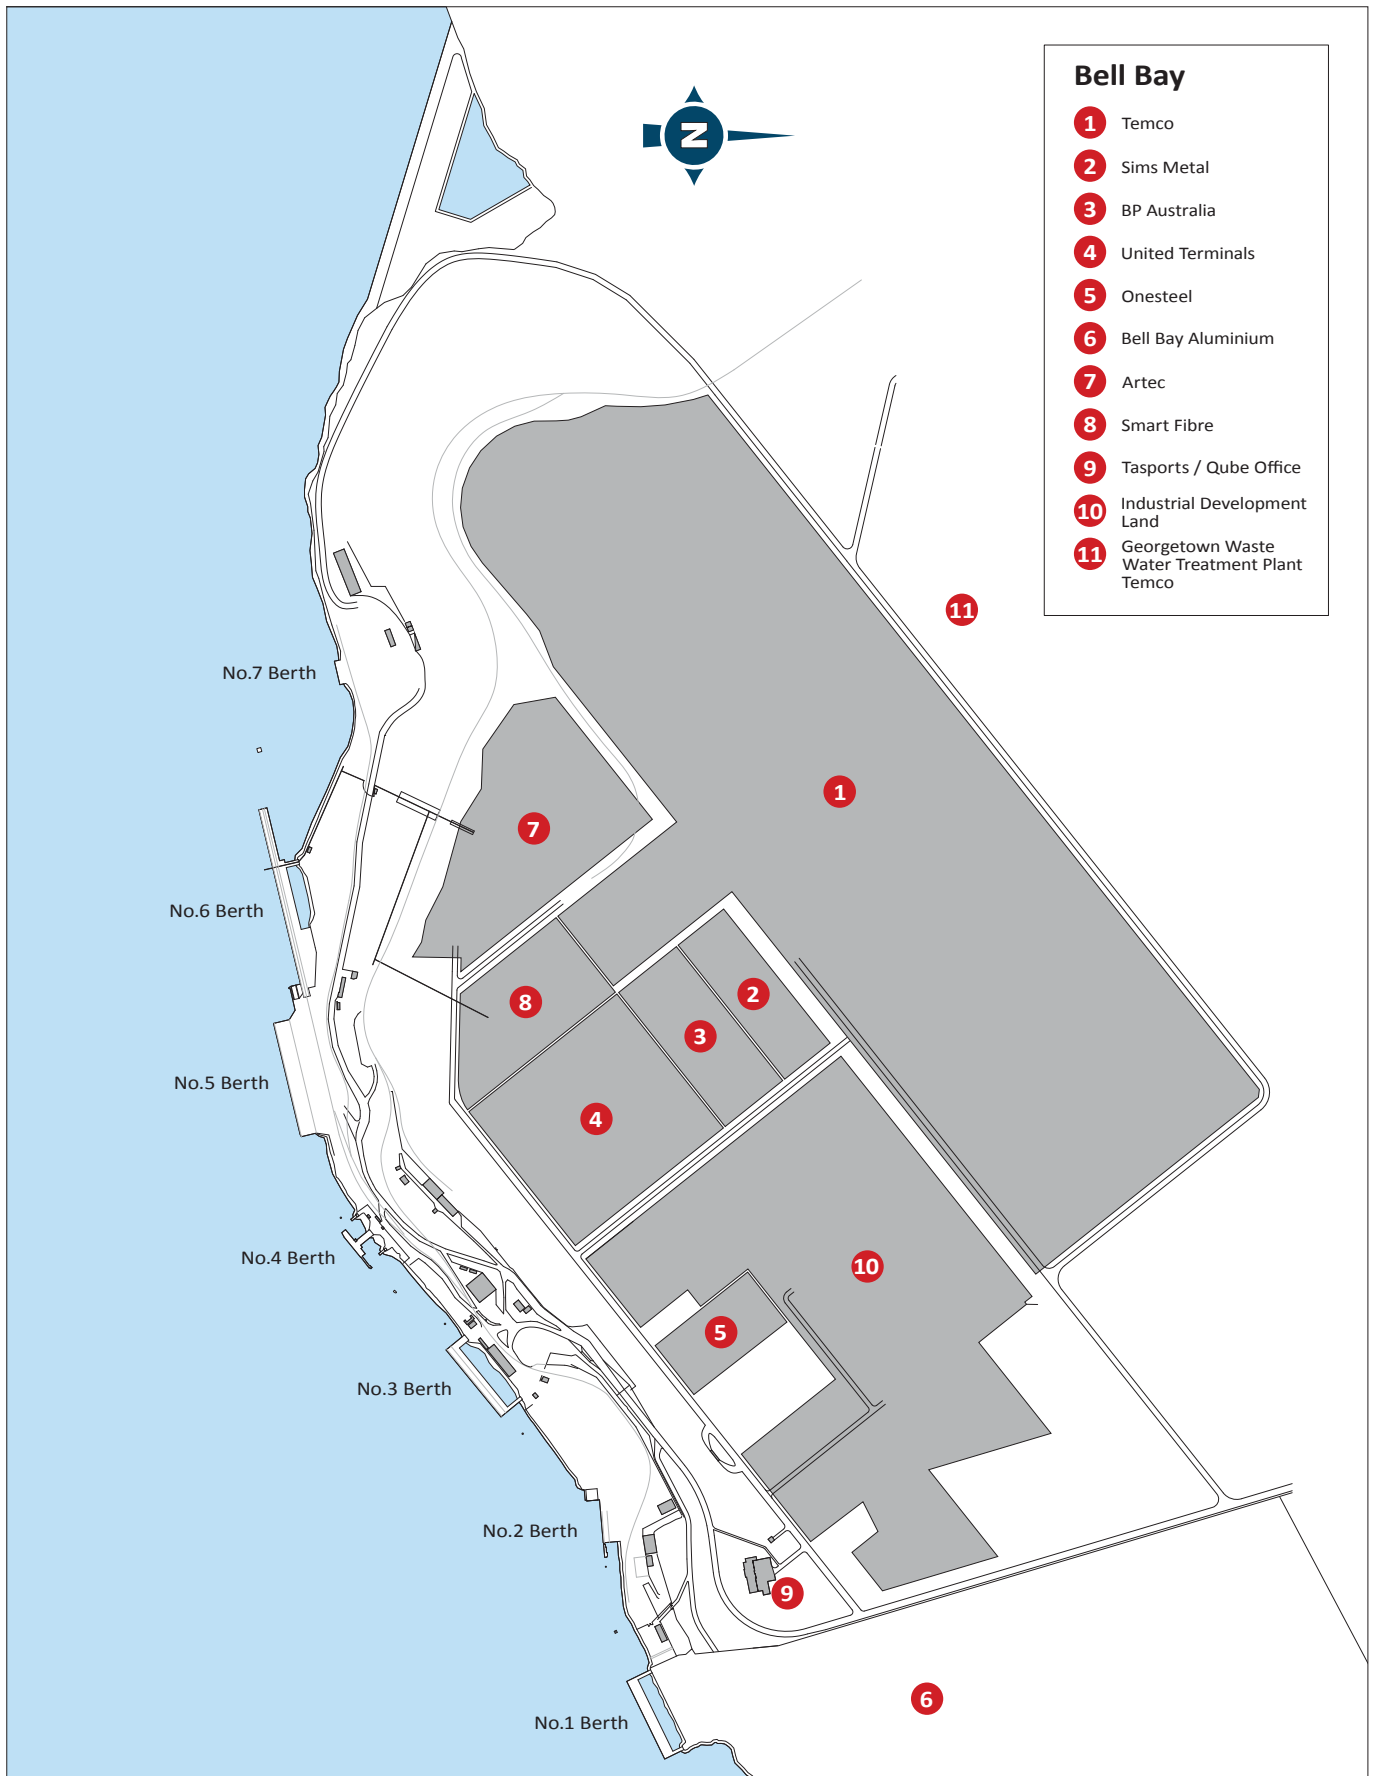 Bell Bay
1 Temco
2 Sims Metal
3 BP Australia
4 United Terminals
5 Onesteel
6 Bell Bay Aluminium
7 Artec
8 Smart Fibre
9 Tasports / Qube Office
10 Industrial Development
Land
11 Georgetown Waste
Water Treatment Plant
Temco
N
11
No.7 Berth
1
7
No.6 Berth
2
8
3
No.5 Berth
4
No.4 Berth
10
5
No.3 Berth
No.2 Berth
9
6
No.1 Berth